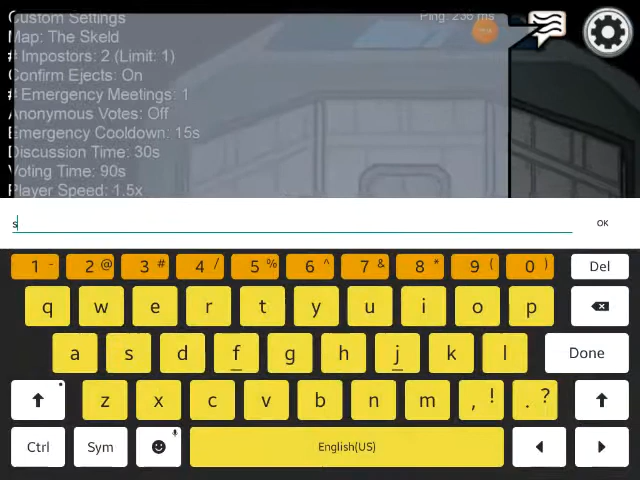 Custom Settings
Ping: 236 ms
Map: The Skeld
# Impostors: 2 (Limit: 1)
Confirm Ejects: On
# Emergency Meetings: 1
Anonymous Votes: Off
Emergency Cooldown: 15s
Discussion Time: 30s
Voting Time: 90s
Player Speed: 1.5x
s OK
1 - 2 @ 3 # 4 / 5 % 6 ^ 7 & 8 * 9 ( 0 ) Del
q w e r t y u i o p
a s d f g h j k l Done
z x c v b n m , ! . ?
Ctrl Sym English(US)